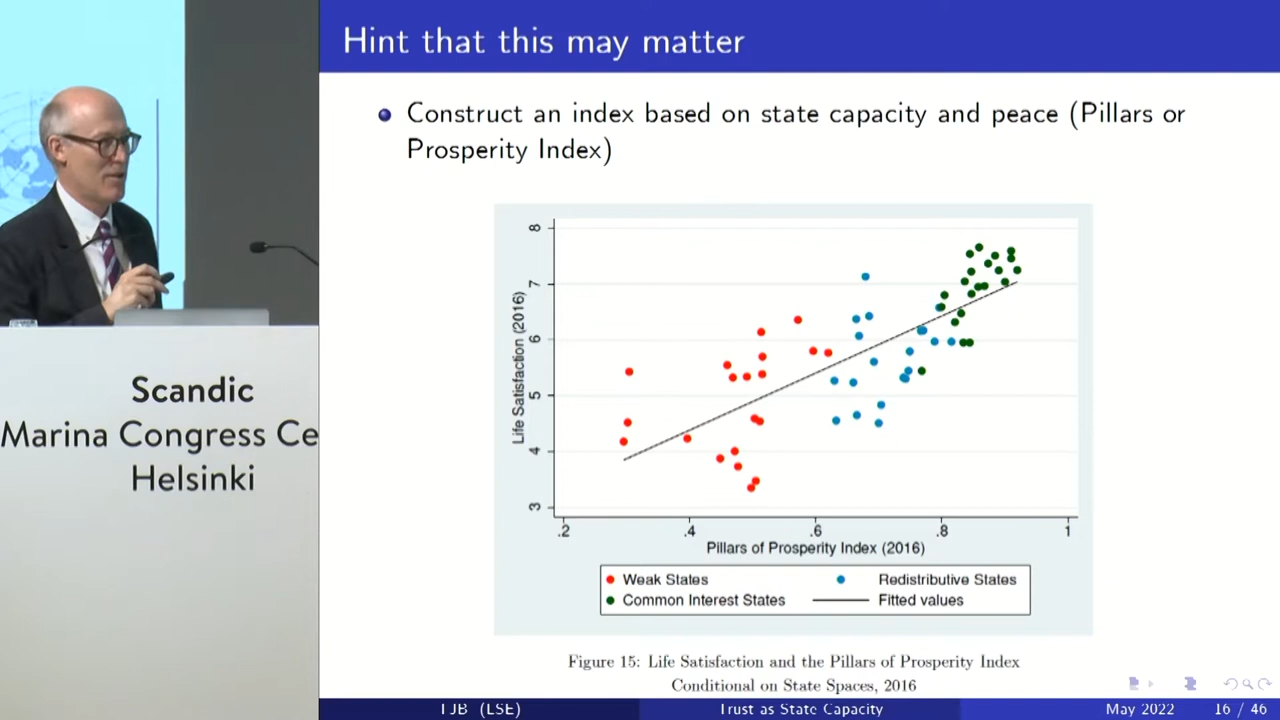 Hint that this may matter
Construct an index based on state capacity and peace (Pillars or
Prosperity Index)
8
7
6
5
4
3
Life Satisfaction (2016)
.2
.4
.6
.8
1
Pillars of Prosperity Index (2016)
Weak States
Redistributive States
Common Interest States
Fitted values
Figure 15: Life Satisfaction and the Pillars of Prosperity Index
Conditional on State Spaces, 2016
TJB (LSE)
Trust as State Capacity
May 2022
16 / 46
Scandic
Marina Congress Ce
Helsinki